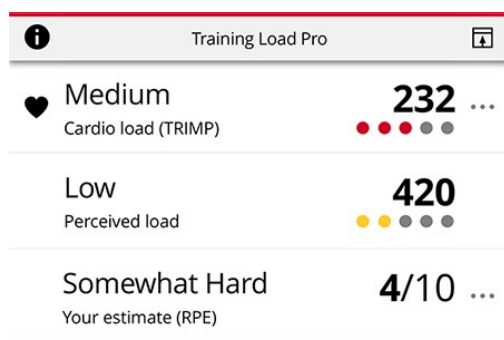 Training Load Pro
Medium 232
Cardio load (TRIMP)
Low 420
Perceived load
Somewhat Hard 4/10
Your estimate (RPE)